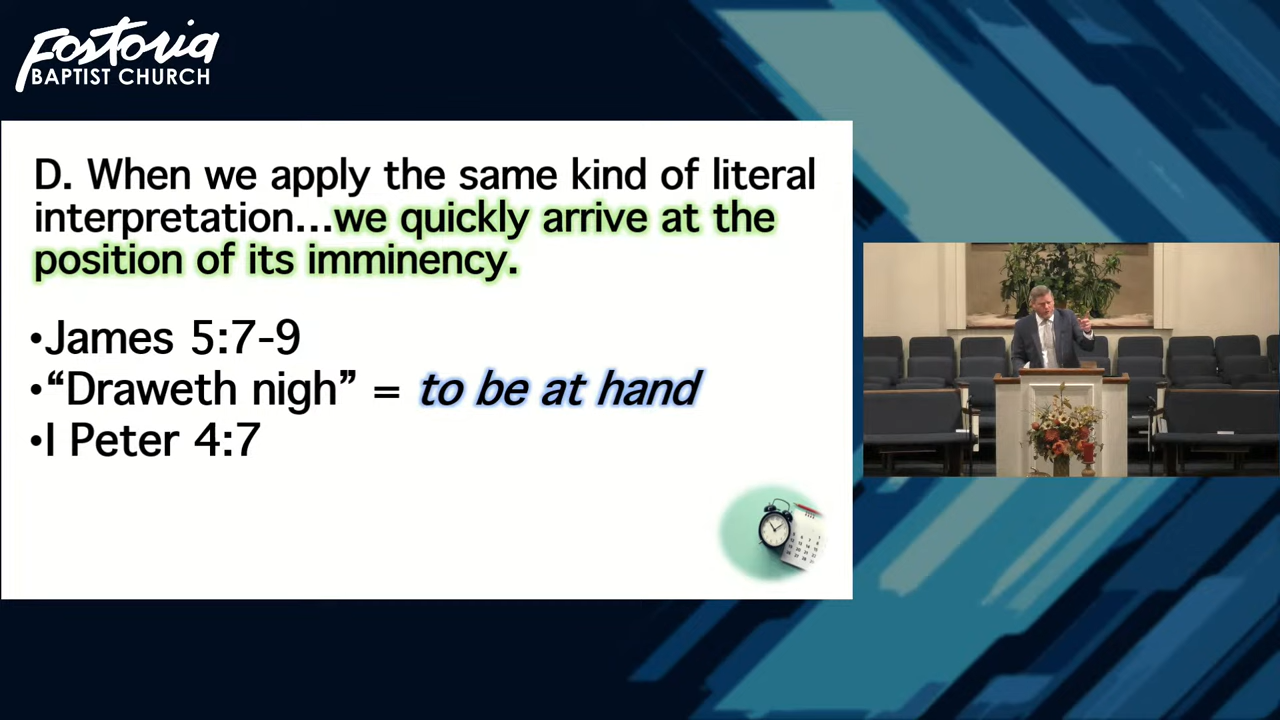 Fostoria
BAPTIST CHURCH
D. When we apply the same kind of literal
interpretation...we quickly arrive at the
position of its imminency.
•James 5:7-9
•“Draweth nigh” = to be at hand
•I Peter 4:7